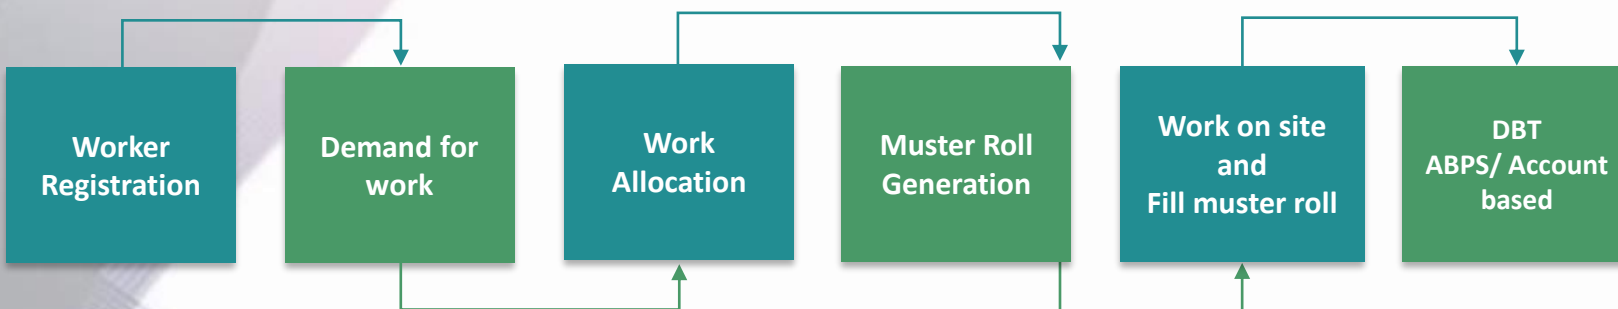 Worker
Registration
Demand for
work
Work
Allocation
Muster Roll
Generation
Work on site
and
Fill muster roll
DBT
ABPS/ Account
based